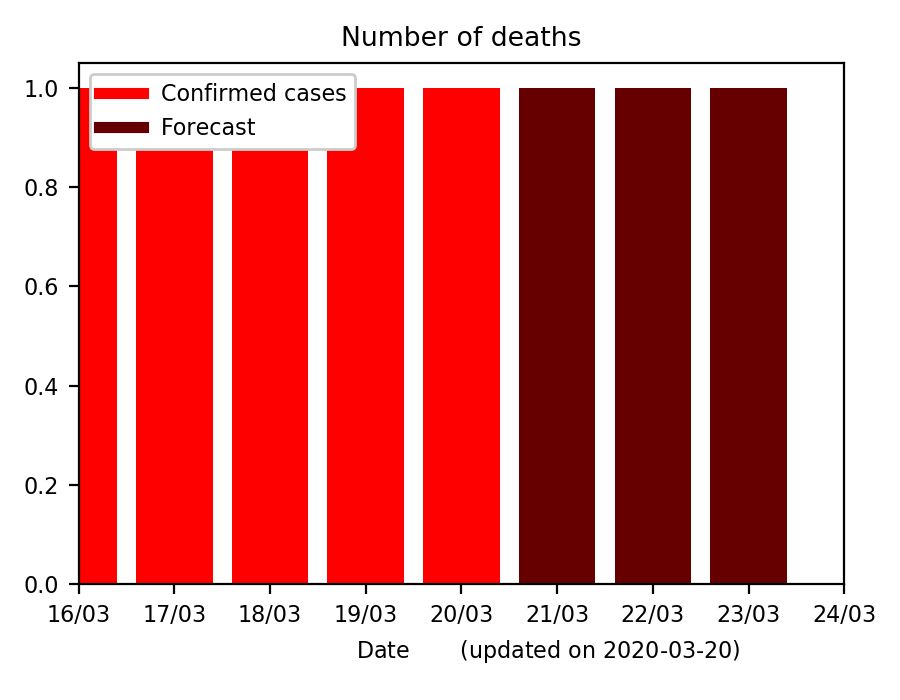 Number of deaths
Confirmed cases
Forecast
1.0
0.8
0.6
0.4
0.2
0.0
16/03 17/03 18/03 19/03 20/03 21/03 22/03 23/03 24/03
Date (updated on 2020-03-20)